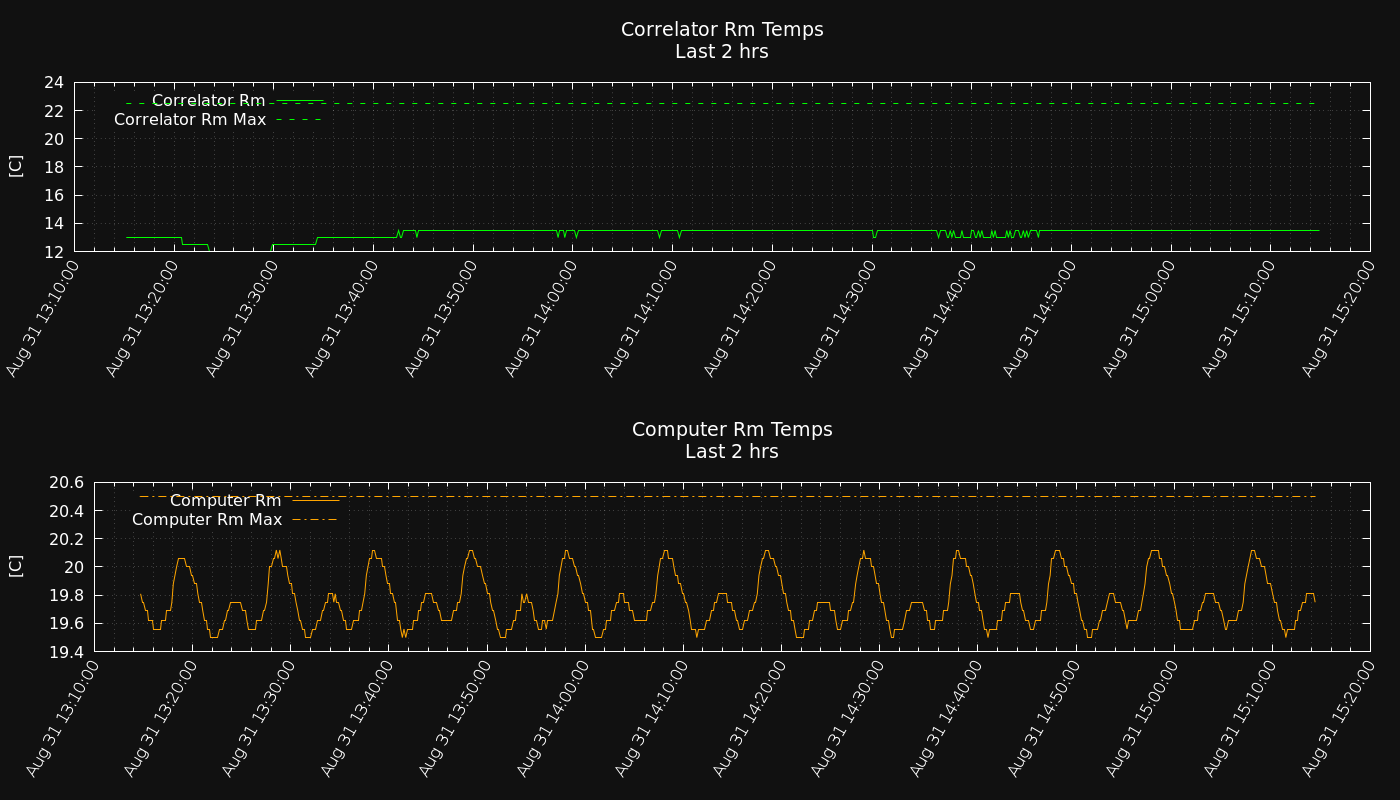 Correlator Rm Temps
Last 2 hrs
24
22
20
18
16
14
12
[C]
Correlator Rm
Correlator Rm Max
Aug 31 13:10:00
Aug 31 13:20:00
Aug 31 13:30:00
Aug 31 13:40:00
Aug 31 13:50:00
Aug 31 14:00:00
Aug 31 14:10:00
Aug 31 14:20:00
Aug 31 14:30:00
Aug 31 14:40:00
Aug 31 14:50:00
Aug 31 15:00:00
Aug 31 15:10:00
Aug 31 15:20:00
Computer Rm Temps
Last 2 hrs
20.6
20.4
20.2
20
19.8
19.6
19.4
[C]
Computer Rm
Computer Rm Max
Aug 31 13:10:00
Aug 31 13:20:00
Aug 31 13:30:00
Aug 31 13:40:00
Aug 31 13:50:00
Aug 31 14:00:00
Aug 31 14:10:00
Aug 31 14:20:00
Aug 31 14:30:00
Aug 31 14:40:00
Aug 31 14:50:00
Aug 31 15:00:00
Aug 31 15:10:00
Aug 31 15:20:00